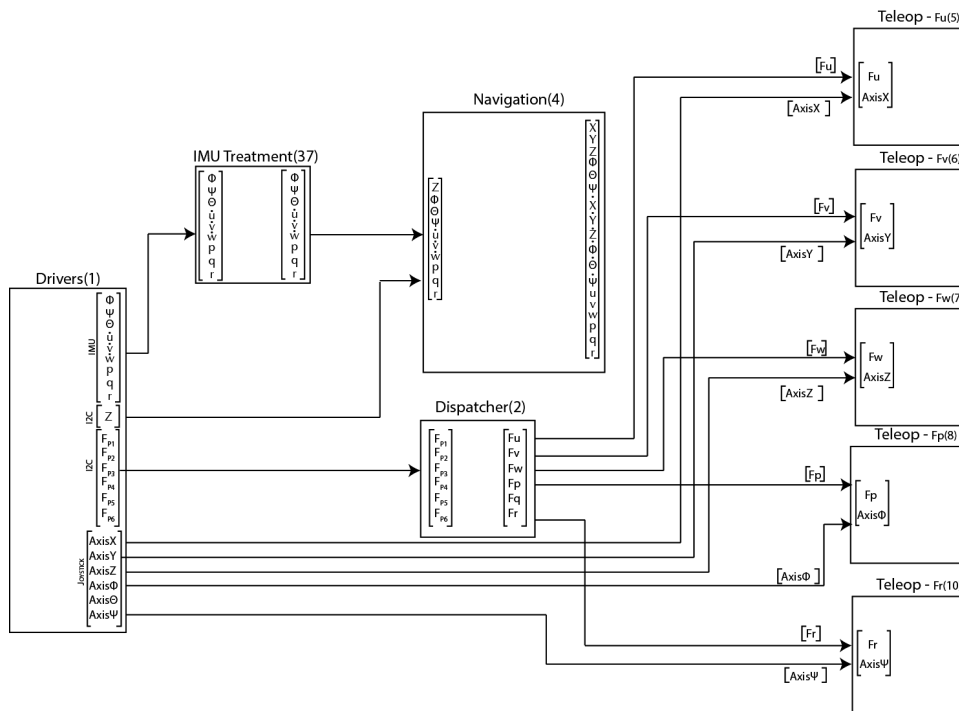 Teleop - Fu(5)
[Fu]
Fu
AxisX
[AxisX]
Navigation(4)
X
Y
Z
Φ
Θ
Ψ
Ẋ
Ẏ
Ż
Φ̇
Θ̇
Ψ̇
u
v
w
p
q
r
Z
Φ
Θ
Ψ
u̇
v̇
ẇ
p
q
r
IMU Treatment(37)
Φ
Ψ
Θ
u̇
v̇
ẇ
p
q
r
Φ
Ψ
Θ
u̇
v̇
ẇ
p
q
r
Teleop - Fv(6)
[Fv]
Fv
AxisY
[AxisY]
Drivers(1)
IMU
Φ
Ψ
Θ
u̇
v̇
ẇ
p
q
r
I2C
Z
I2C
FP1
FP2
FP3
FP4
FP5
FP6
Joystick
AxisX
AxisY
AxisZ
AxisΦ
AxisΘ
AxisΨ
Teleop - Fw(7
[Fw]
Fw
AxisZ
[AxisZ]
Dispatcher(2)
FP1
FP2
FP3
FP4
FP5
FP6
Fu
Fv
Fw
Fp
Fq
Fr
Teleop - Fp(8)
[Fp]
Fp
AxisΦ
[AxisΦ]
Teleop - Fr(10)
[Fr]
Fr
AxisΨ
[AxisΨ]